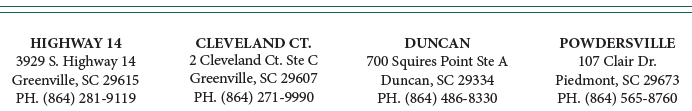 HIGHWAY 14
3929 S. Highway 14
Greenville, SC 29615
PH. (864) 281-9119
CLEVELAND CT.
2 Cleveland Ct. Ste C
Greenville, SC 29607
PH. (864) 271-9990
DUNCAN
700 Squires Point Ste A
Duncan, SC 29334
PH. (864) 486-8330
POWDERSVILLE
107 Clair Dr.
Piedmont, SC 29673
PH. (864) 565-8760